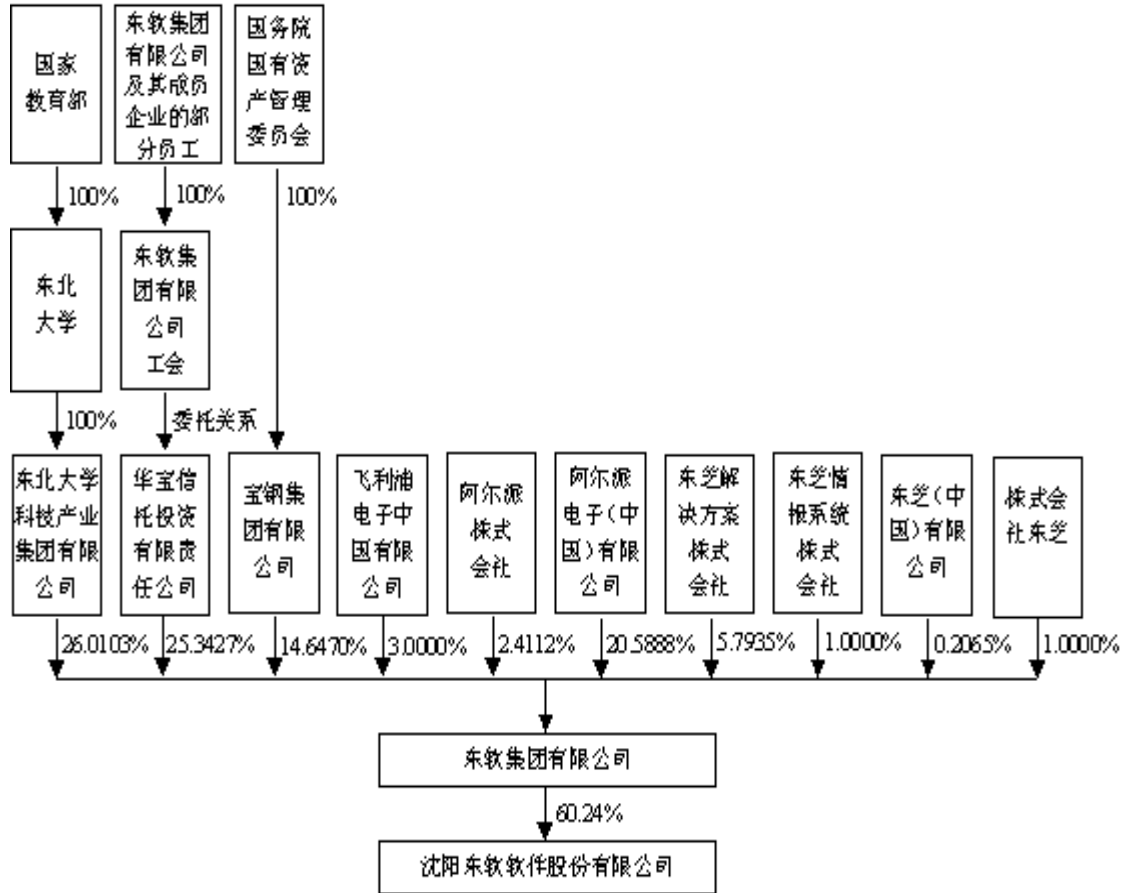 国家
教育部
东软集团
有限公司
及其成员
企业的部
分员工
国务院
国有资
产管理
委员会
100%
100%
100%
东北
大学
东软集
团有限
公司
工会
100%
委托关系
东北大学
科技产业
集团有限
公司
华宝信
托投资
有限责
任公司
宝钢集
团有限
公司
飞利浦
电子中
国有限
公司
阿尔派
株式
会社
阿尔派
电子(中
国)有限
公司
东芝解
决方案
株式
会社
东芝情
报系统
株式
会社
东芝(中
国)有限
公司
株式会
社东芝
26.0103%
25.3427%
14.6470%
3.0000%
2.4112%
20.5888%
5.7935%
1.0000%
0.2065%
1.0000%
东软集团有限公司
60.24%
沈阳东软软件股份有限公司